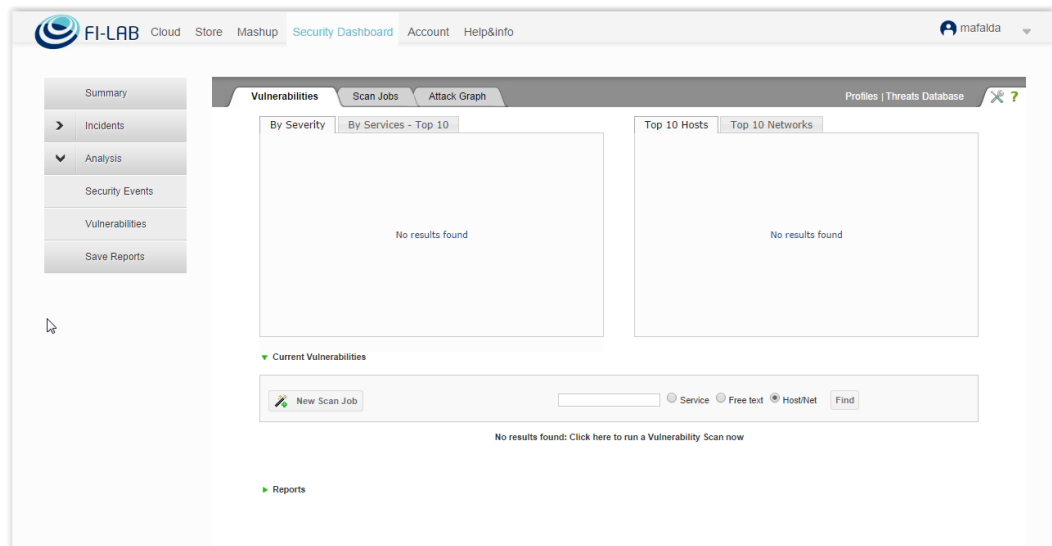 FI-LAB Cloud Store Mashup Security Dashboard Account Help&info mafalda
Summary
Incidents
Analysis
Security Events
Vulnerabilities
Save Reports
Vulnerabilities Scan Jobs Attack Graph Profiles | Threats Database ?
By Severity By Services - Top 10 Top 10 Hosts Top 10 Networks
No results found No results found
Current Vulnerabilities
New Scan Job Service Free text Host/Net Find
No results found: Click here to run a Vulnerability Scan now
Reports